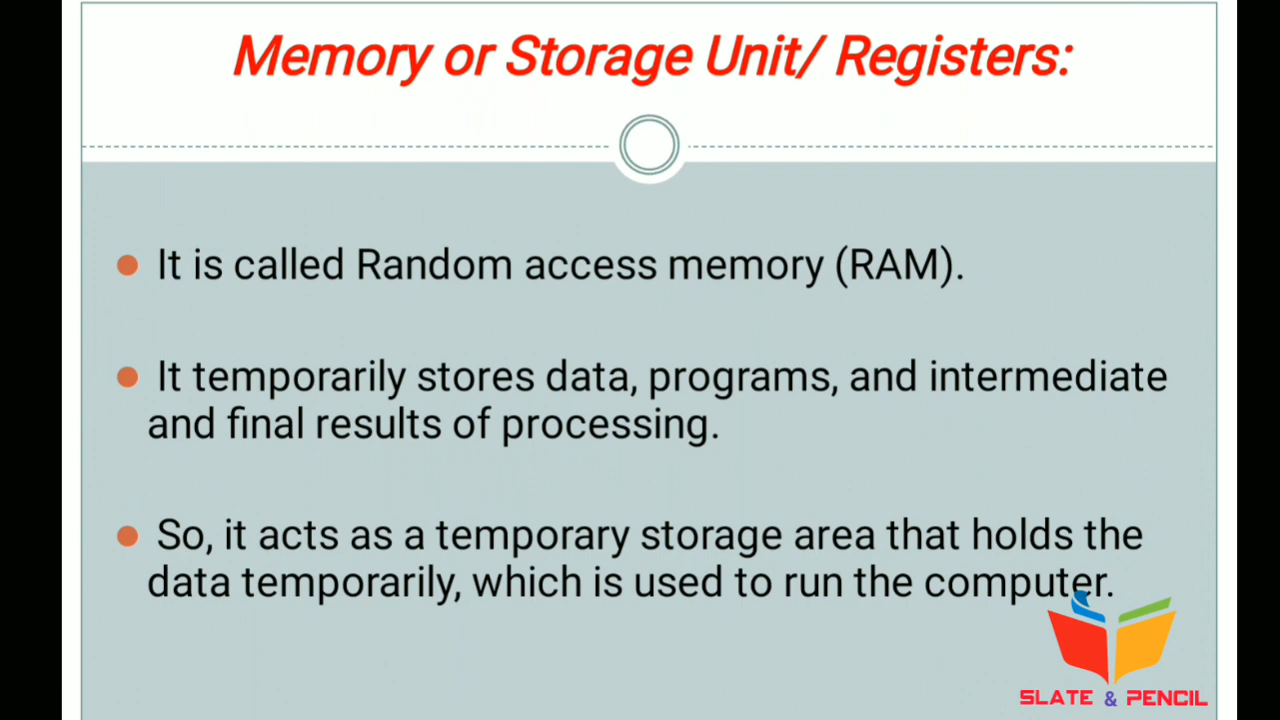 Memory or Storage Unit/ Registers:
It is called Random access memory (RAM).
It temporarily stores data, programs, and intermediate
and final results of processing.
So, it acts as a temporary storage area that holds the
data temporarily, which is used to run the computer.
SLATE & PENCIL